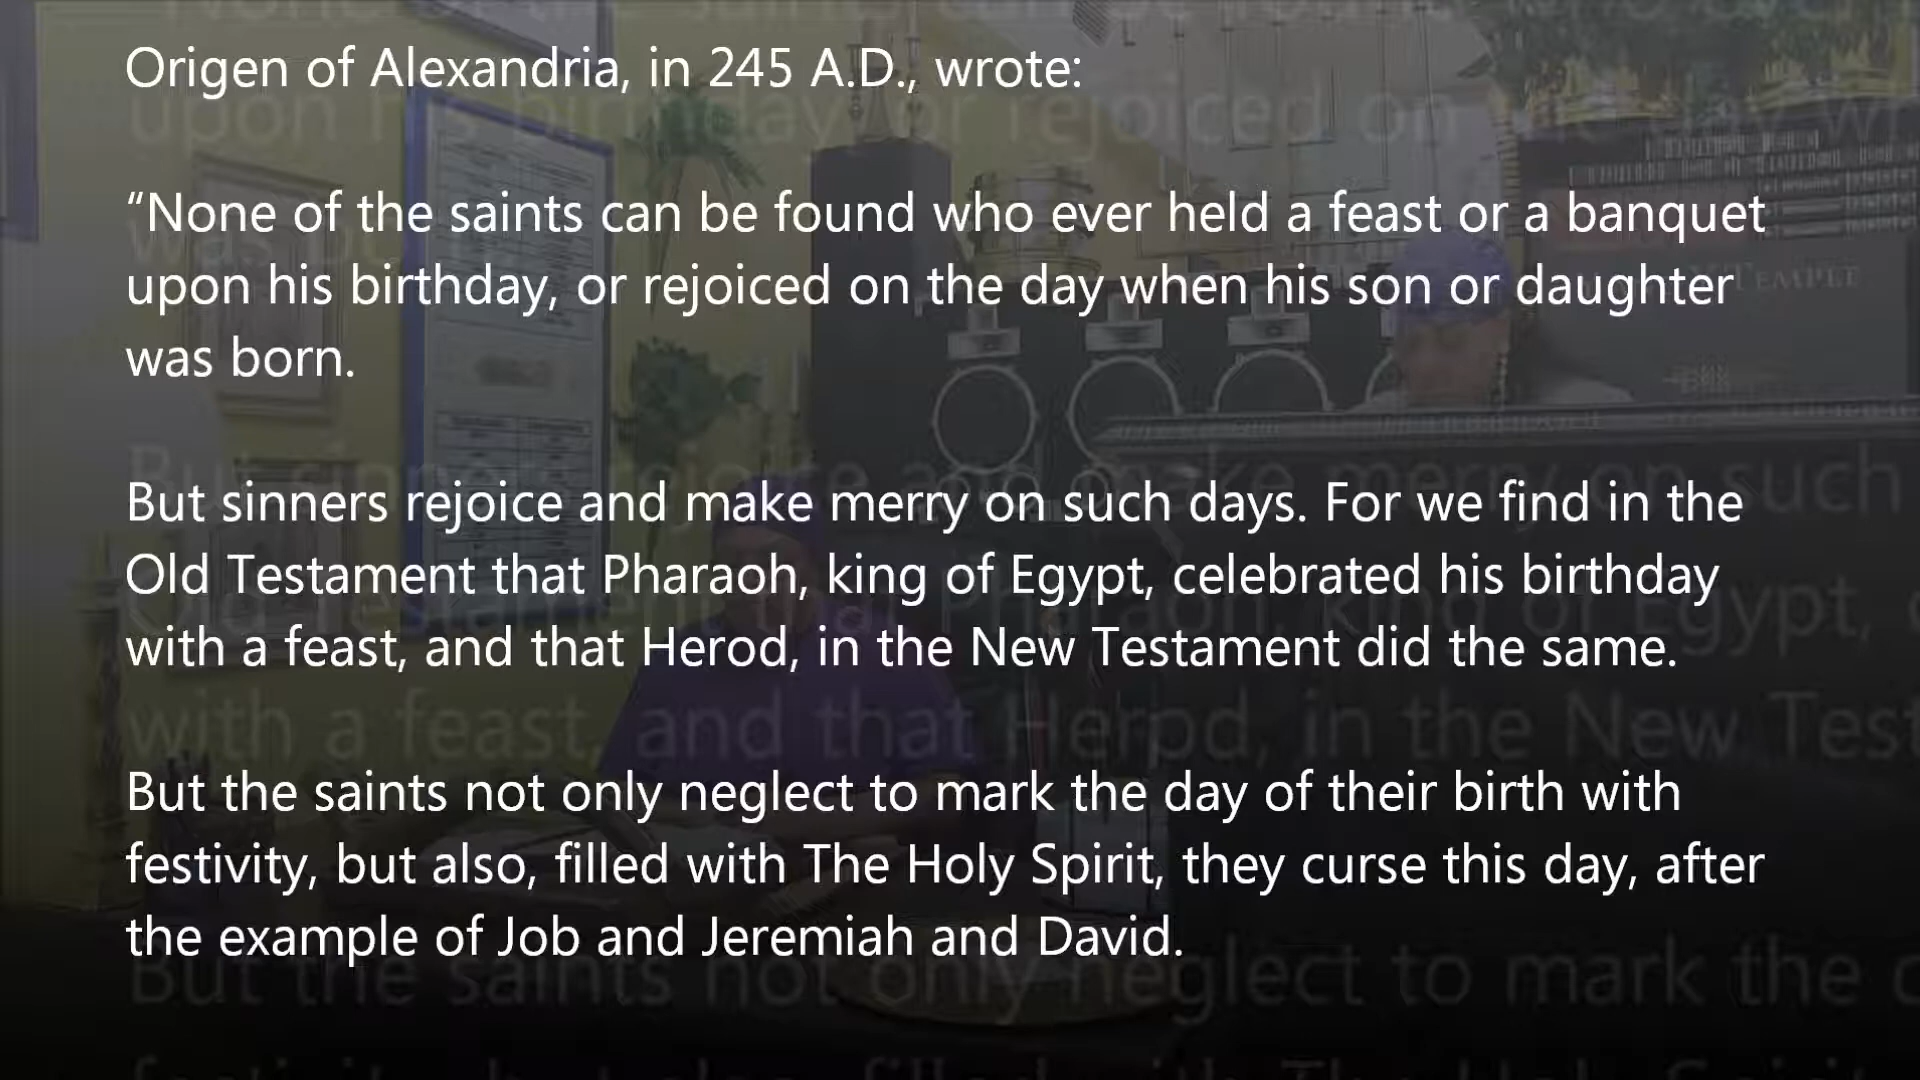 Origen of Alexandria, in 245 A.D., wrote:
“None of the saints can be found who ever held a feast or a banquet
upon his birthday, or rejoiced on the day when his son or daughter
was born.
But sinners rejoice and make merry on such days. For we find in the
Old Testament that Pharaoh, king of Egypt, celebrated his birthday
with a feast, and that Herod, in the New Testament did the same.
But the saints not only neglect to mark the day of their birth with
festivity, but also, filled with The Holy Spirit, they curse this day, after
the example of Job and Jeremiah and David.